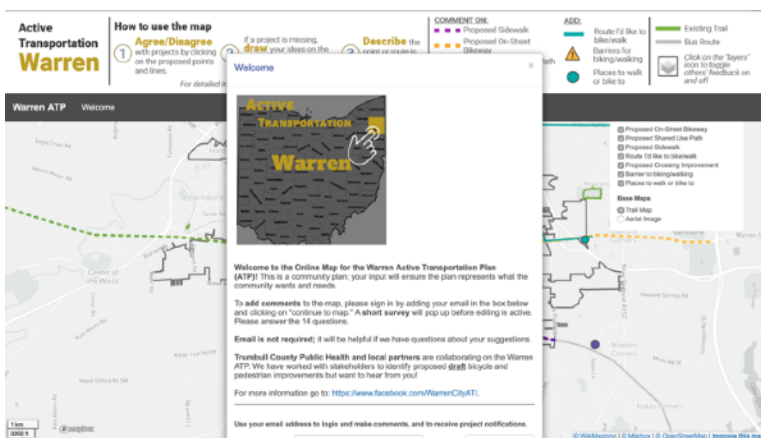 Active
Transportation
Warren
How to use the map
1
Agree/Disagree
with projects by clicking
on the proposed points
and lines.
If a project is missing,
draw your ideas on the
Describe the
For detailed
COMMENT ON:
Proposed Sidewalk
Proposed On-Street
Bikeway
Path
ADD:
Route I'd like to
bike/walk
Barriers for
biking/walking
Places to walk
or bike to
Existing Trail
Bus Route
Click on the "layers"
icon to toggle
others' feedback on
and off
Warren ATP Welcome
Welcome ×
ACTIVE
TRANSPORTATION
Warren
Welcome to the Online Map for the Warren Active Transportation Plan
(ATP)! This is a community plan; your input will ensure the plan represents what the
community wants and needs.
To add comments to the map, please sign in by adding your email in the box below
and clicking on "continue to map." A short survey will pop up before editing is active.
Please answer the 14 questions.
Email is not required; it will be helpful if we have questions about your suggestions.
Trumbull County Public Health and local partners are collaborating on the Warren
ATP. We have worked with stakeholders to identify proposed draft bicycle and
pedestrian improvements but want to hear from you!
For more information go to: https://www.facebook.com/WarrenCityAT/.
Use your email address to login and make comments, and to receive project notifications.
Proposed On-Street Bikeway
Proposed Shared Use Path
Proposed Sidewalk
Route I'd like to bike/walk
Proposed Crossing Improvement
Barrier to biking/walking
Places to walk or bike to
Base Maps
Trail Map
Aerial Image
Center of
the World
Howland Springs Rd
1 km
3000 ft
mapbox
© WikiMapping | © Mapbox | © OpenStreetMap | Improve this ma